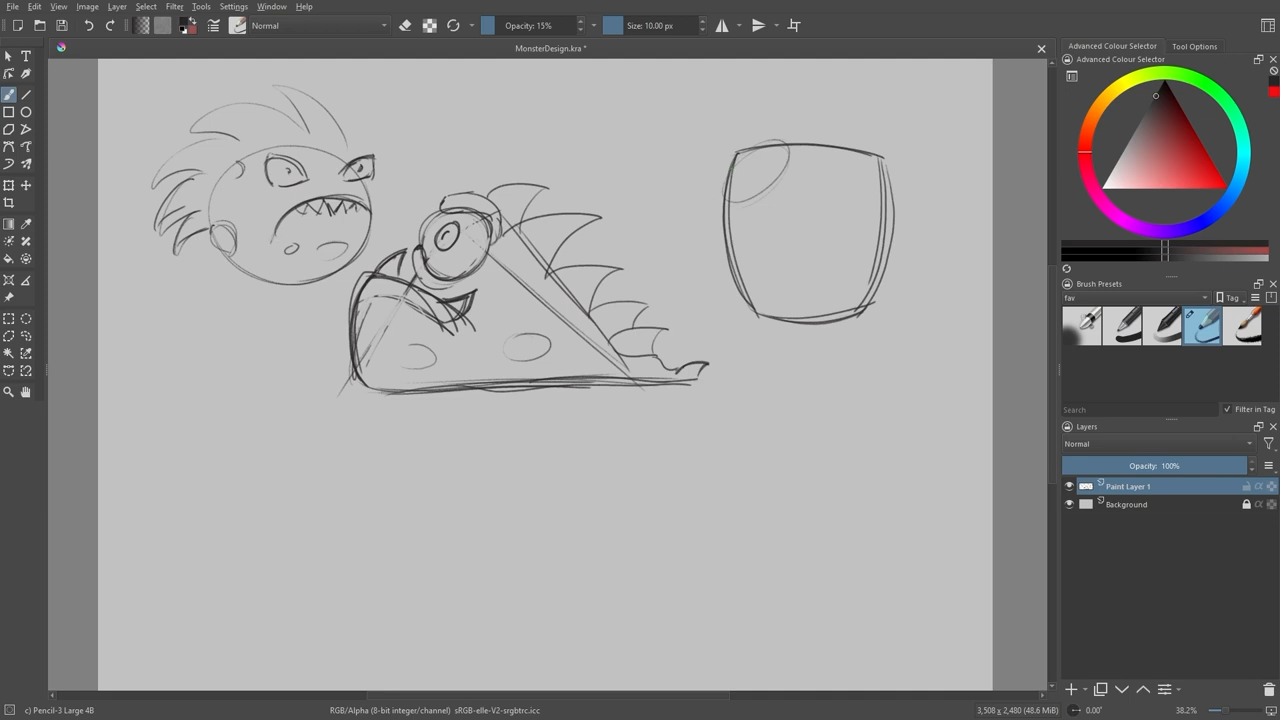 File Edit View Image Layer Select Filter Tools Settings Window Help
Normal Opacity: 15% Size: 10.00 px
MonsterDesign.kra *
Advanced Colour Selector Tool Options
Advanced Colour Selector
Brush Presets
fav Tag
Search Filter in Tag
Layers
Normal
Opacity: 100%
Paint Layer 1
Background
c) Pencil-3 Large 4B RGB/Alpha (8-bit integer/channel) sRGB-elle-V2-srgbtrc.icc 3,508 x 2,480 (48.6 MiB) 0.00° 38.2%